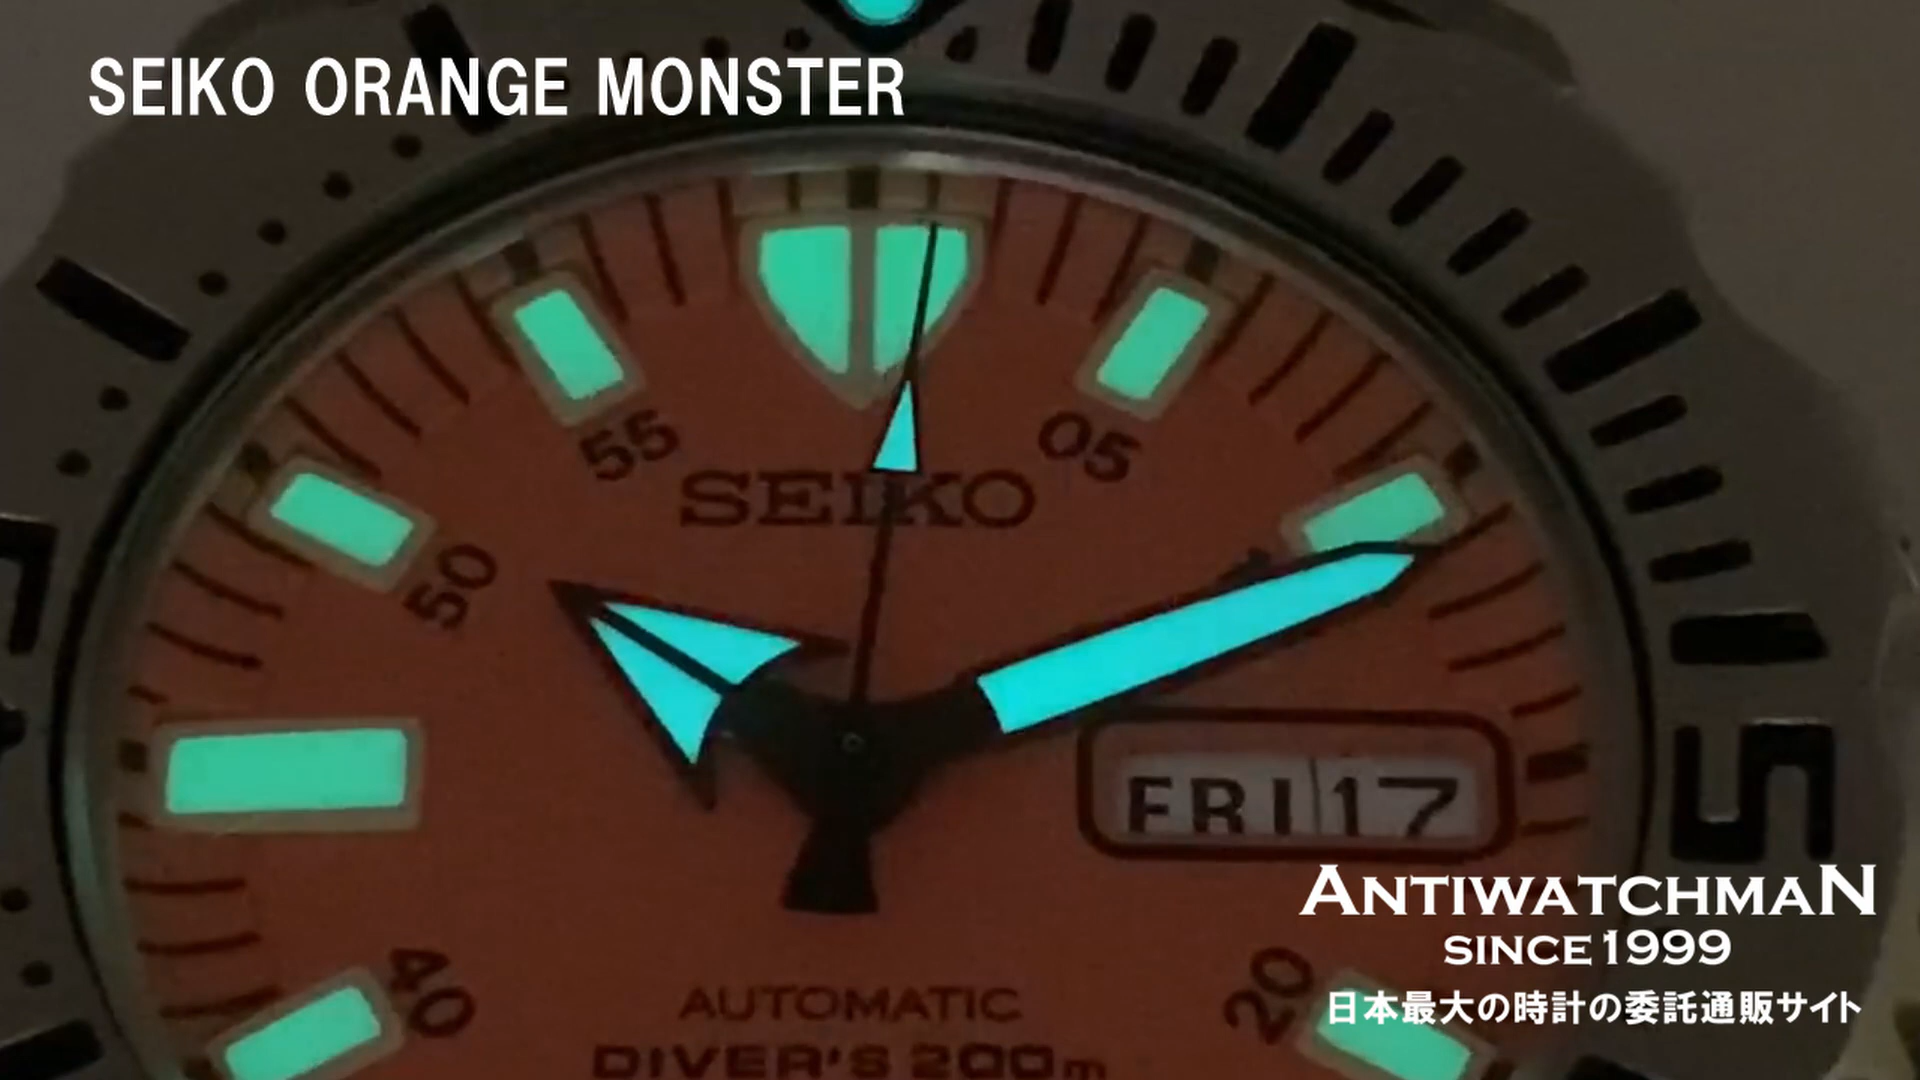 SEIKO ORANGE MONSTER
55
05
SEIKO
50
FRI 17
15
40
20
AUTOMATIC
DIVER'S 200m
ANTIWATCHMAN
SINCE 1999
日本最大の時計の委託通販サイト